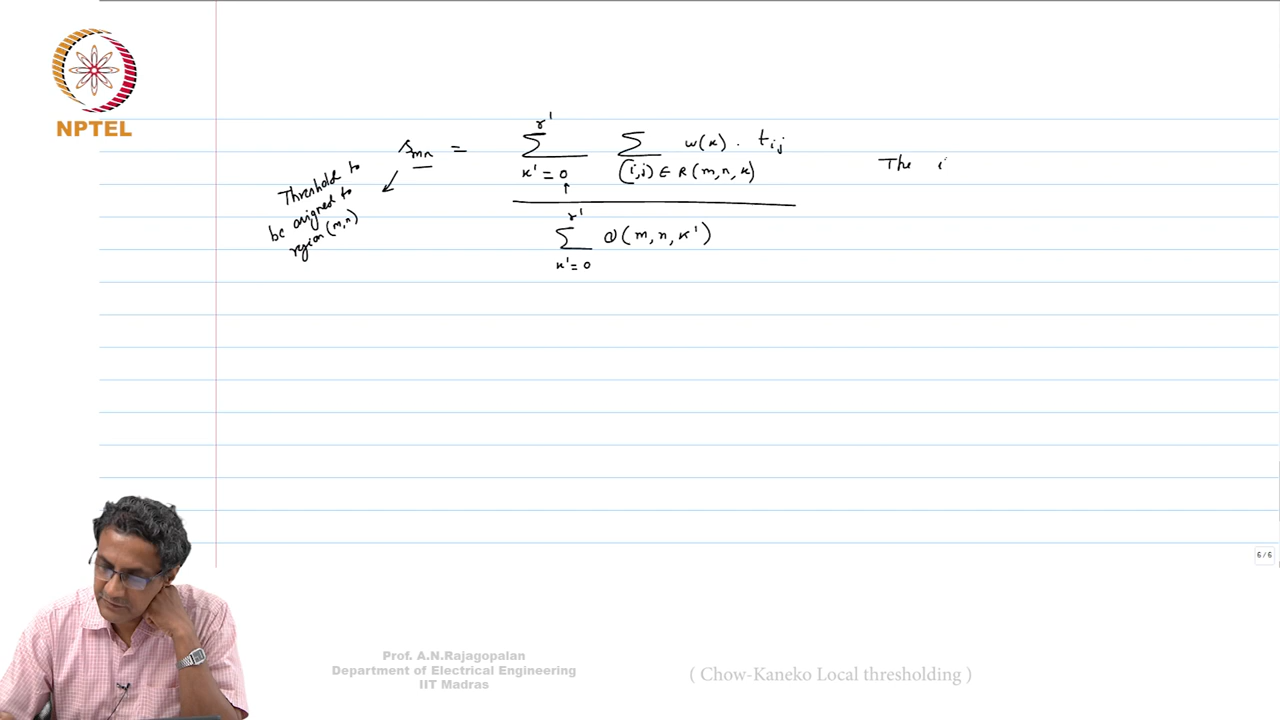 NPTEL
s_mn = Σ_{k'=0}^{r'} Σ_{(i,j) ∈ R(m,n,k)} w(k) · t_ij
Σ_{k'=0}^{r'} Q(m,n,k')
Threshold to
be assigned to
region (m,n)
The i
6 / 6
Prof. A.N.Rajagopalan
Department of Electrical Engineering
IIT Madras
( Chow-Kaneko Local thresholding )